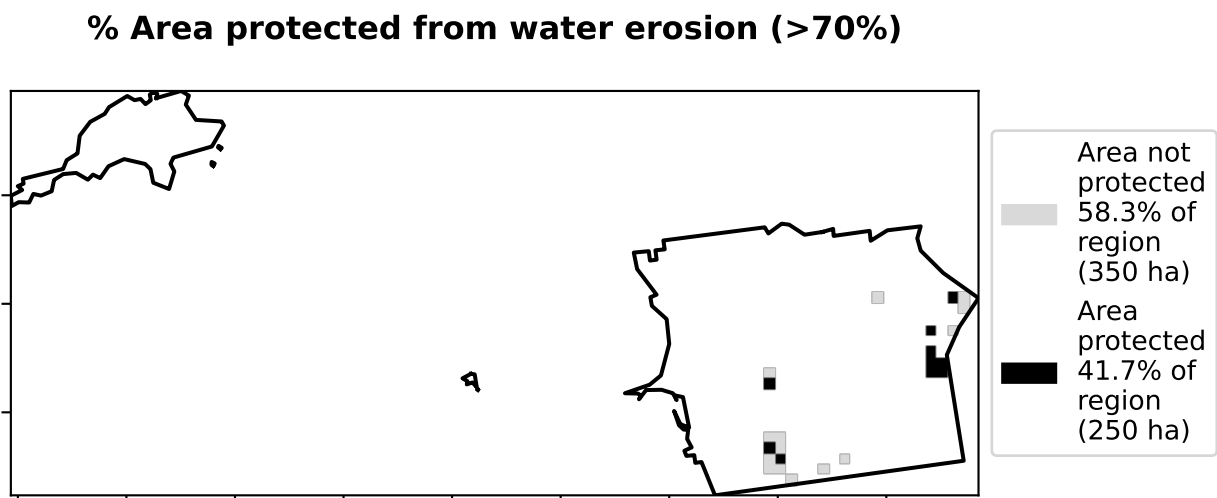 % Area protected from water erosion (>70%)
Area not
protected
58.3% of
region
(350 ha)
Area
protected
41.7% of
region
(250 ha)